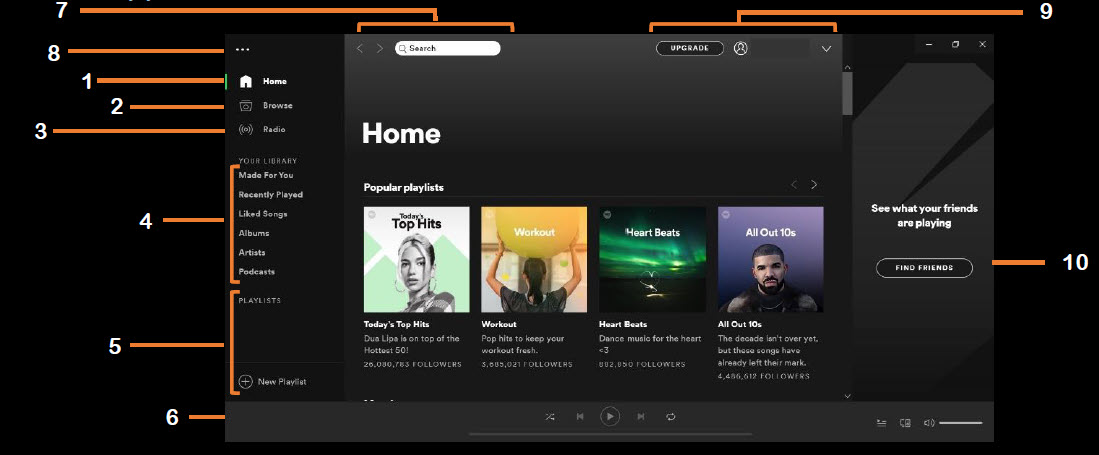 7
9
8
Search
UPGRADE
1
Home
2
Browse
3
Radio
Home
YOUR LIBRARY
4
Made For You
Recently Played
Liked Songs
Albums
Artists
Podcasts
Popular playlists
Today's
Top Hits
Workout
Heart Beats
All Out 10s
Today's Top Hits
Dua Lipa is on top of the
Hottest 50!
26,080,763 FOLLOWERS
Workout
Pop hits to keep your
workout fresh.
3,685,021 FOLLOWERS
Heart Beats
Dance music for the heart
<3
882,850 FOLLOWERS
All Out 10s
The decade isn't over yet,
but these songs have
already left their mark.
4,486,612 FOLLOWERS
See what your friends
are playing
FIND FRIENDS
10
5
PLAYLISTS
New Playlist
6